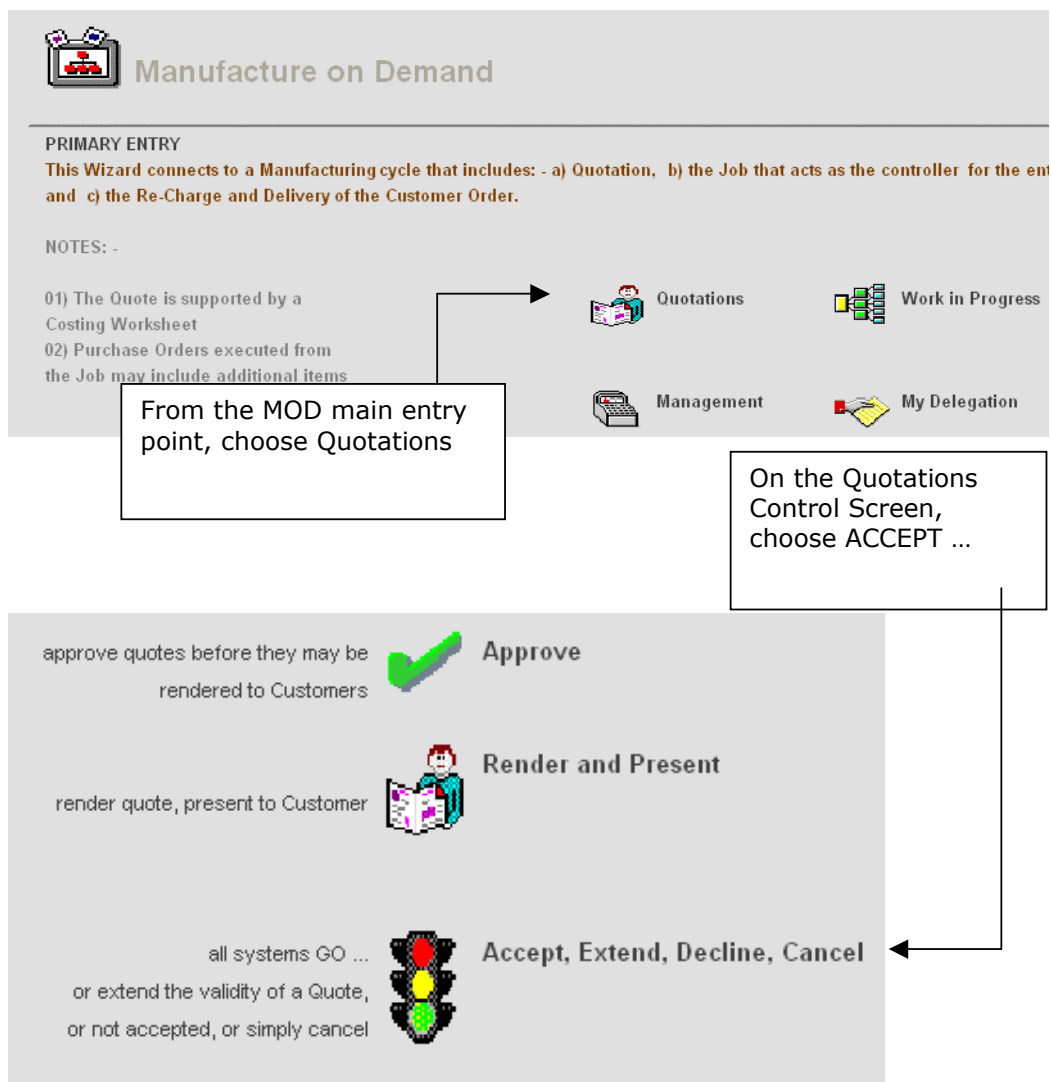 Manufacture on Demand
PRIMARY ENTRY
This Wizard connects to a Manufacturing cycle that includes: - a) Quotation, b) the Job that acts as the controller for the
and c) the Re-Charge and Delivery of the Customer Order.
NOTES: -
01) The Quote is supported by a
Costing Worksheet
02) Purchase Orders executed from
the Job may include additional items
Quotations
Work in Progress
Management
My Delegation
From the MOD main entry
point, choose Quotations
On the Quotations
Control Screen,
choose ACCEPT …
approve quotes before they may be
rendered to Customers
Approve
Render and Present
render quote, present to Customer
all systems GO ...
or extend the validity of a Quote,
or not accepted, or simply cancel
Accept, Extend, Decline, Cancel